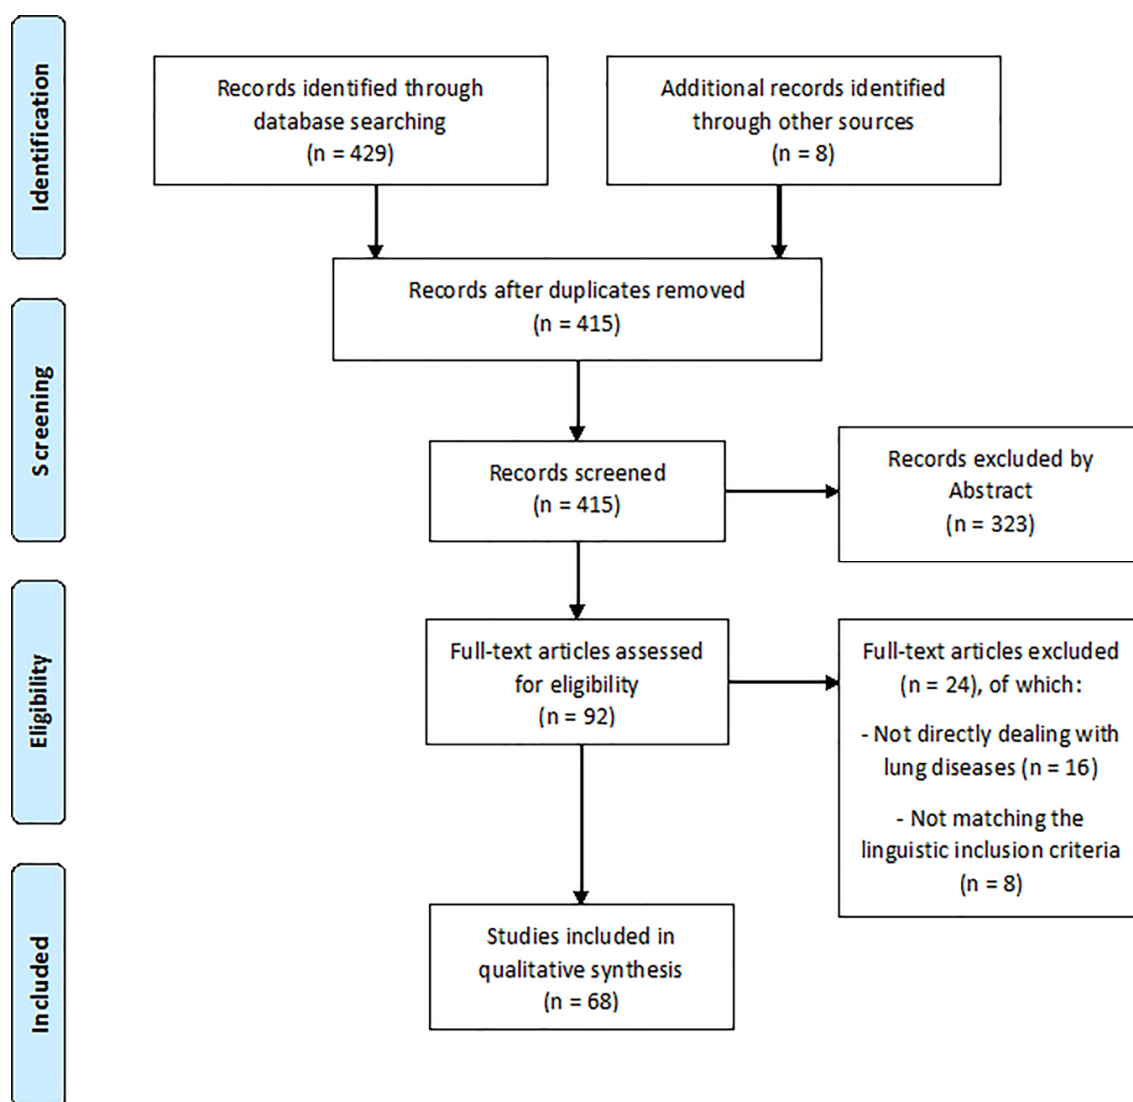 Identification
Records identified through
database searching
(n = 429)
Additional records identified
through other sources
(n = 8)
Records after duplicates removed
(n = 415)
Screening
Records screened
(n = 415)
Records excluded by
Abstract
(n = 323)
Eligibility
Full-text articles assessed
for eligibility
(n = 92)
Full-text articles excluded
(n = 24), of which:
- Not directly dealing with
lung diseases (n = 16)
- Not matching the
linguistic inclusion criteria
(n = 8)
Included
Studies included in
qualitative synthesis
(n = 68)